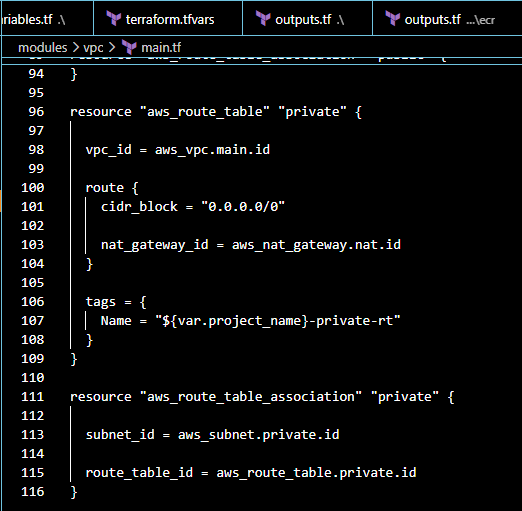 ariables.tf .\ terraform.tfvars outputs.tf .\ outputs.tf ...\ecr
modules > vpc > main.tf
94 }
95
96 resource "aws_route_table" "private" {
97
98 vpc_id = aws_vpc.main.id
99
100 route {
101 cidr_block = "0.0.0.0/0"
102
103 nat_gateway_id = aws_nat_gateway.nat.id
104 }
105
106 tags = {
107 Name = "${var.project_name}-private-rt"
108 }
109 }
110
111 resource "aws_route_table_association" "private" {
112
113 subnet_id = aws_subnet.private.id
114
115 route_table_id = aws_route_table.private.id
116 }